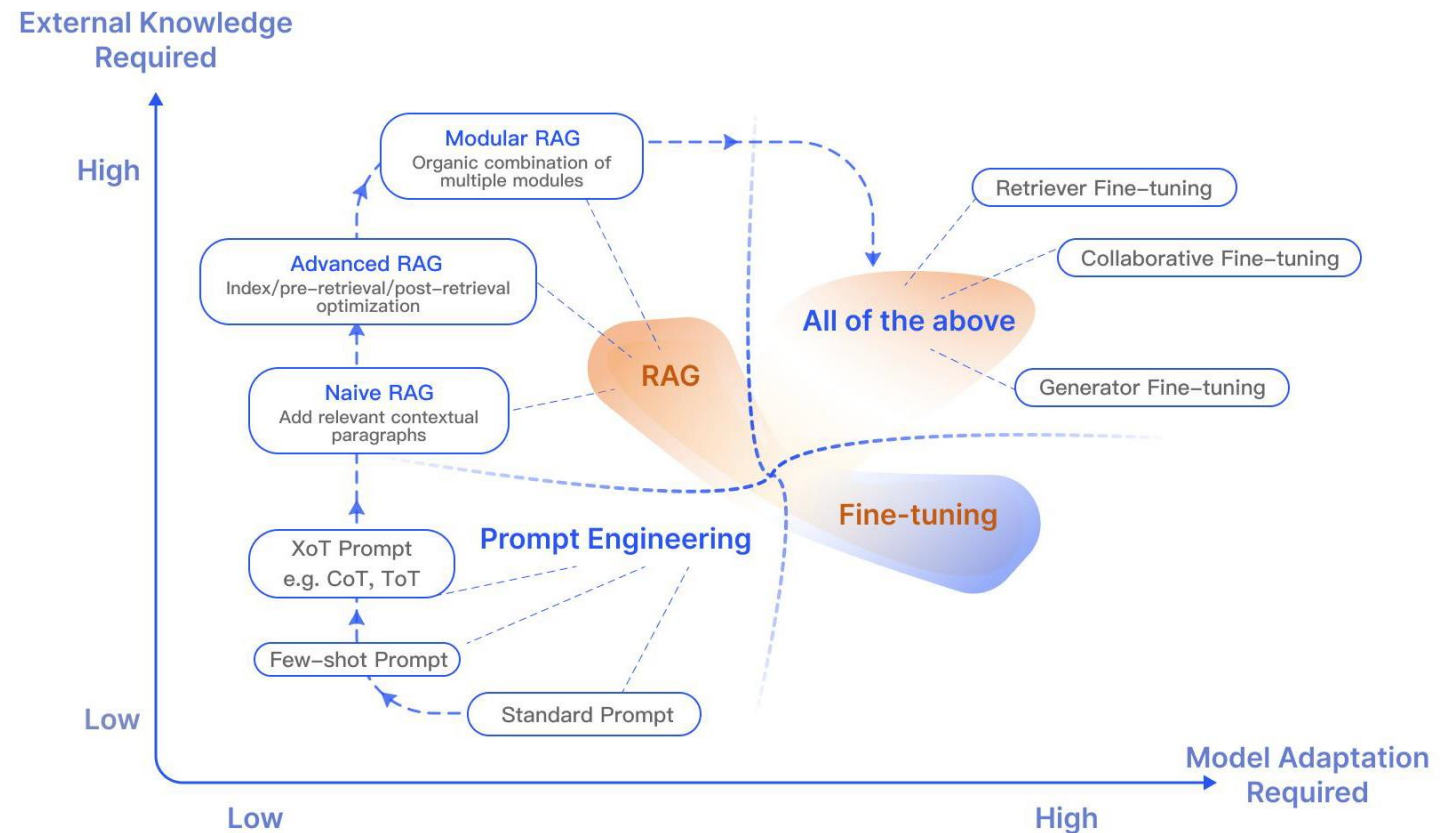 External Knowledge
Required
High
Modular RAG
Organic combination of
multiple modules
Retriever Fine-tuning
Advanced RAG
Index/pre-retrieval/post-retrieval
optimization
Collaborative Fine-tuning
All of the above
RAG
Naive RAG
Add relevant contextual
paragraphs
Generator Fine-tuning
Fine-tuning
Prompt Engineering
XoT Prompt
e.g. CoT, ToT
Few-shot Prompt
Standard Prompt
Low
Model Adaptation
Required
Low
High